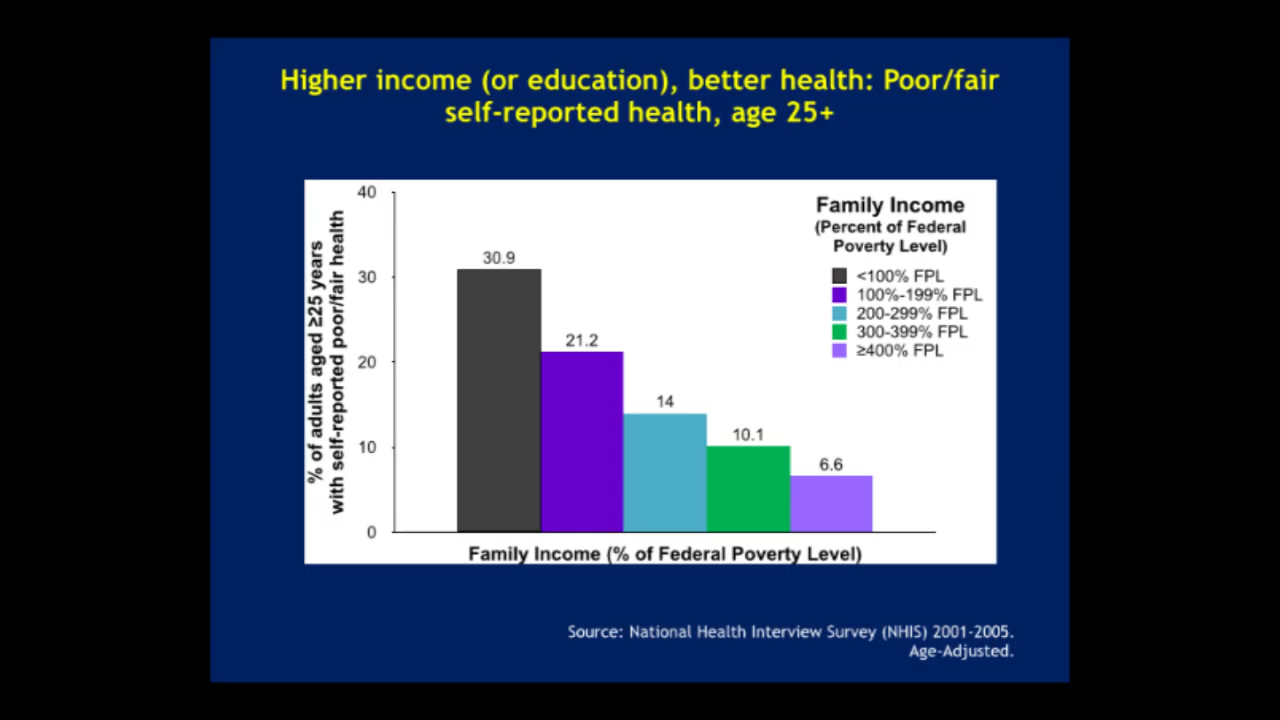 Higher income (or education), better health: Poor/fair
self-reported health, age 25+
% of adults aged ≥25 years
with self-reported poor/fair health
40
30
20
10
0
30.9
21.2
14
10.1
6.6
Family Income
(Percent of Federal
Poverty Level)
<100% FPL
100%-199% FPL
200-299% FPL
300-399% FPL
≥400% FPL
Family Income (% of Federal Poverty Level)
Source: National Health Interview Survey (NHIS) 2001-2005.
Age-Adjusted.